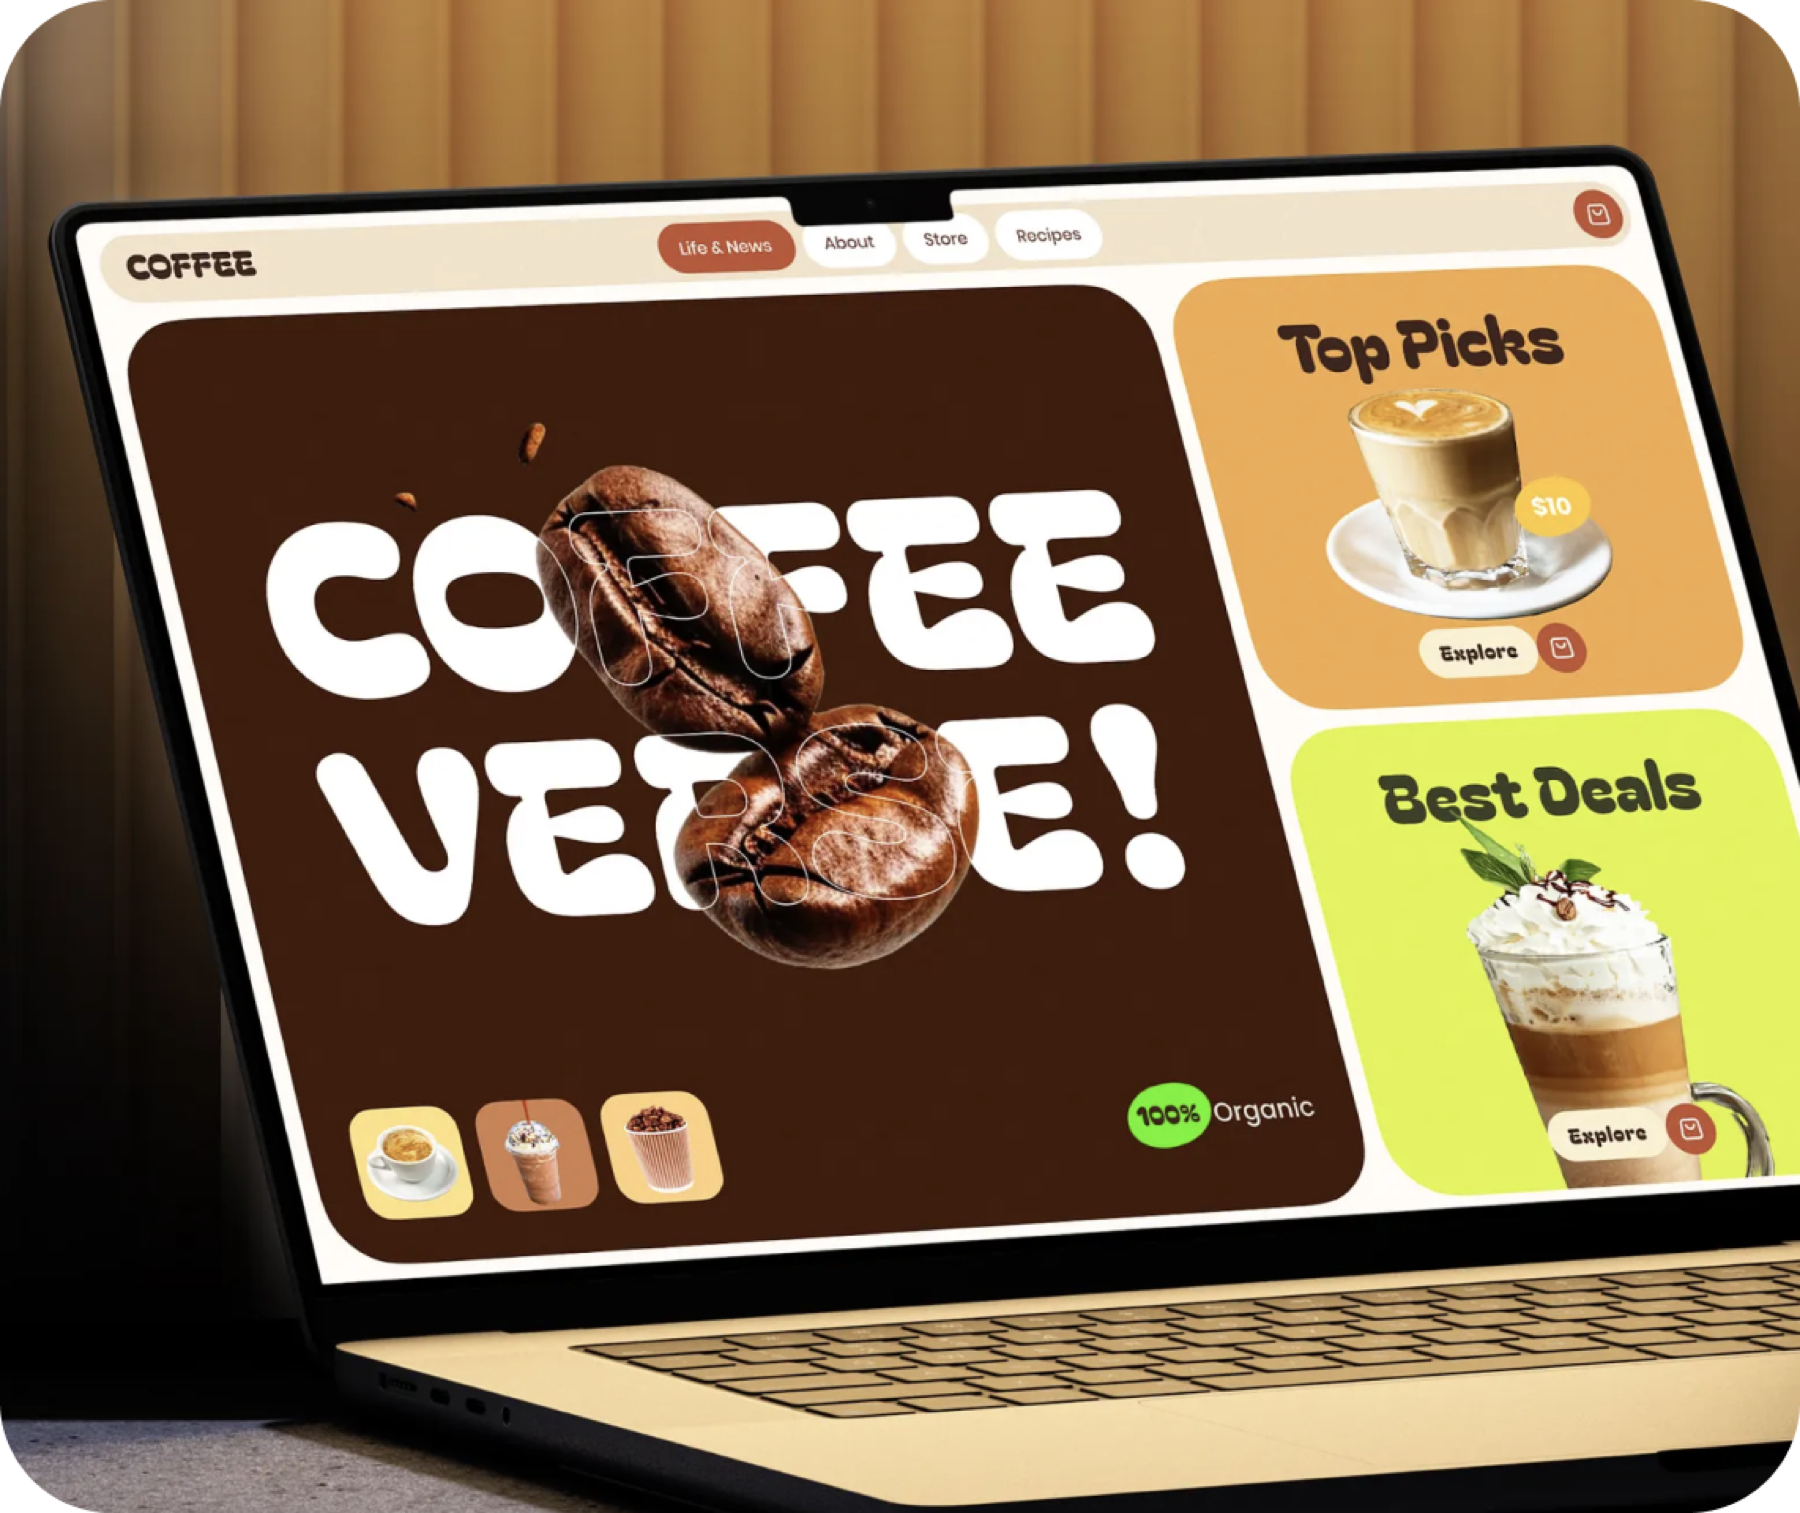 COFFEE
Life & News
About
Store
Recipes
COFFEE
VERSE!
100% Organic
Top Picks
$10
Explore
Best Deals
Explore